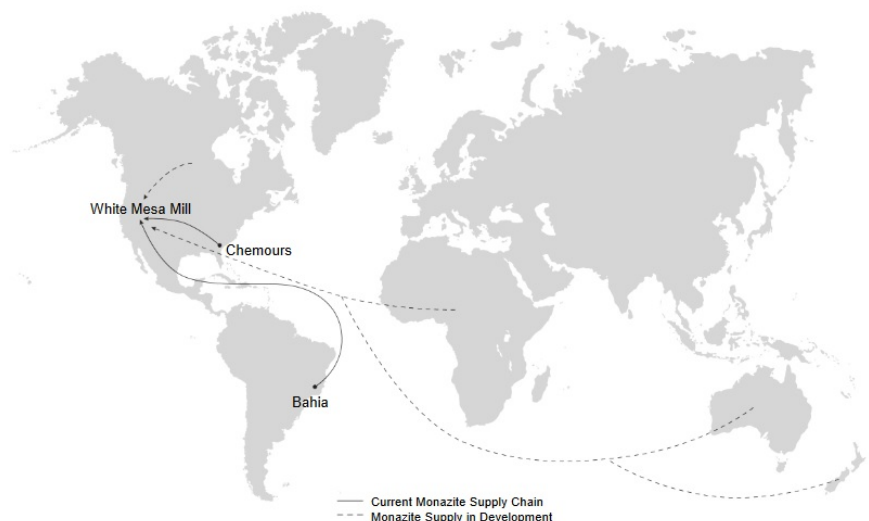 White Mesa Mill
Chemours
Bahia
Current Monazite Supply Chain
Monazite Supply in Development